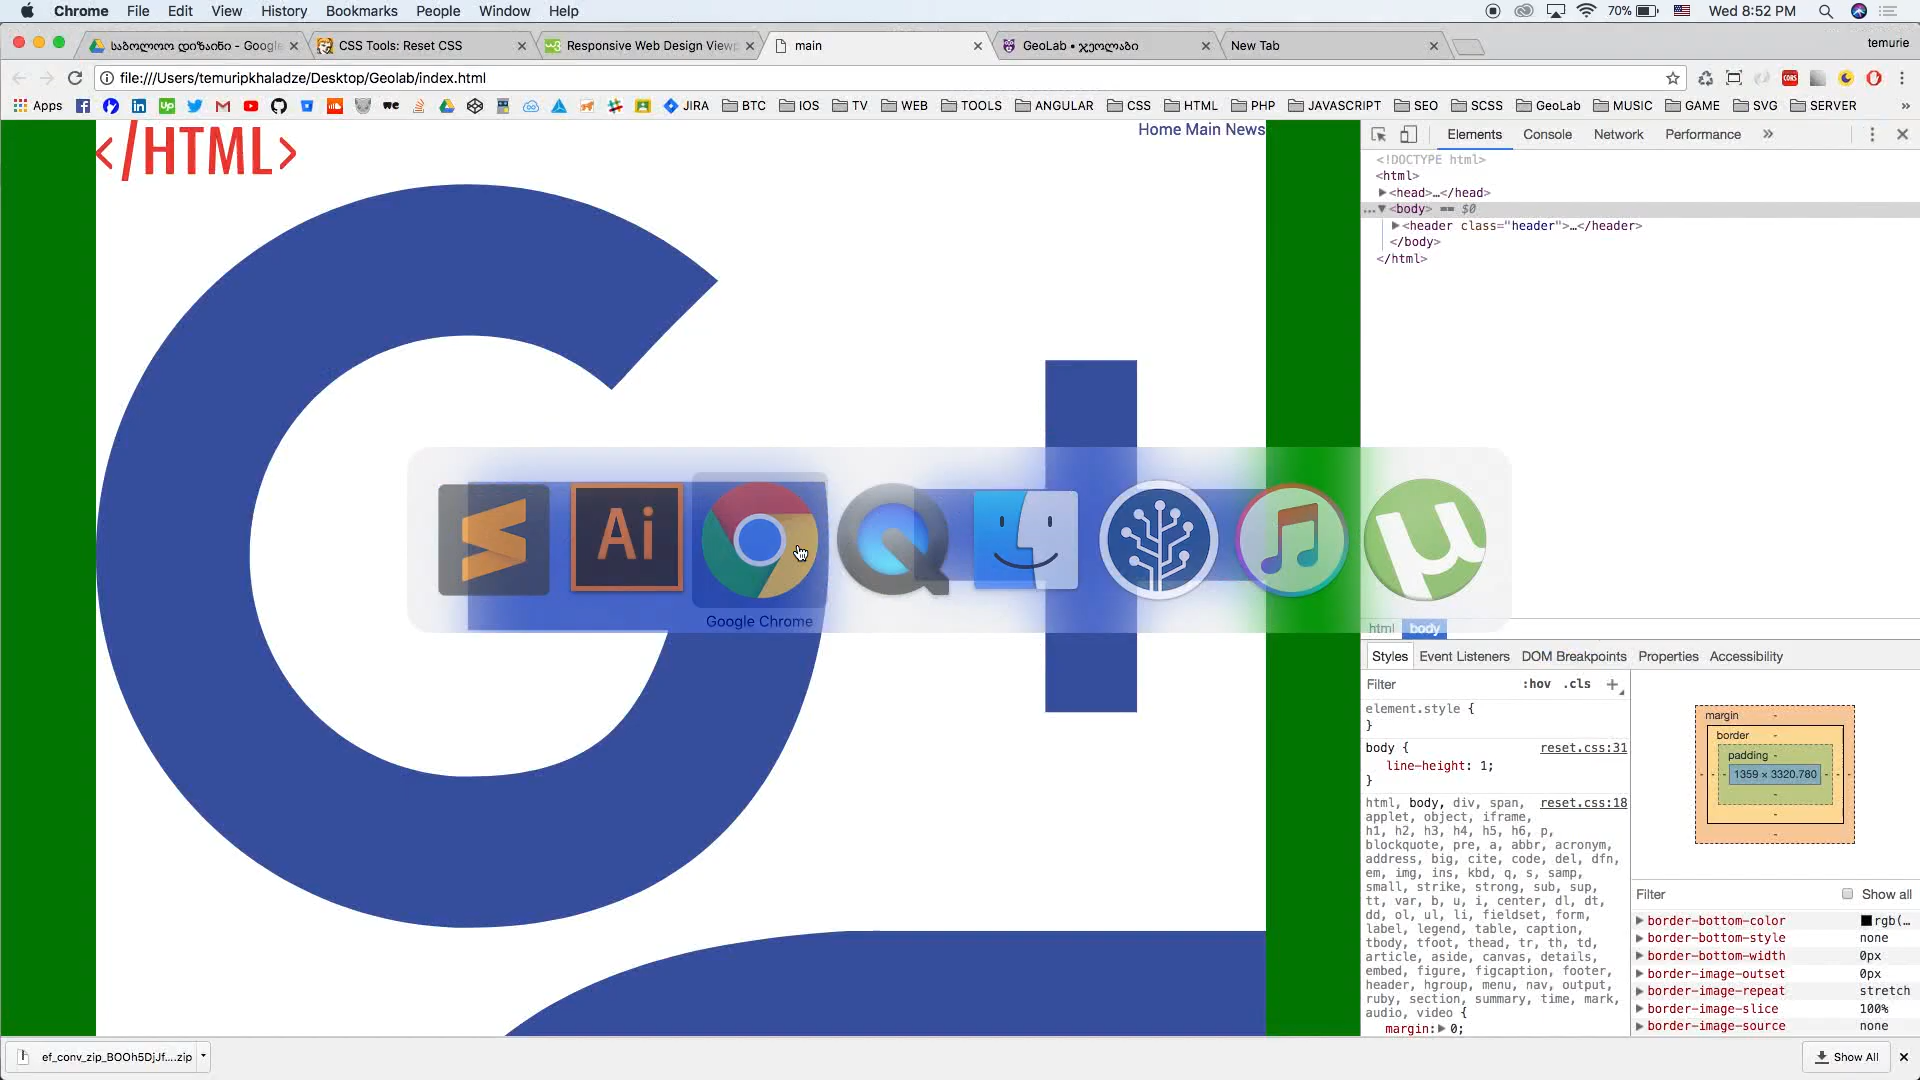 Chrome File Edit View History Bookmarks People Window Help 70% Wed 8:52 PM
საბოლოო დიზაინი - Google CSS Tools: Reset CSS Responsive Web Design Viewp main GeoLab • ჯეოლაბი New Tab temurie
file:///Users/temuripkhaladze/Desktop/Geolab/index.html
Apps JIRA BTC IOS TV WEB TOOLS ANGULAR CSS HTML PHP JAVASCRIPT SEO SCSS GeoLab MUSIC GAME SVG SERVER »
</HTML>
Home Main News
G+
Ai
Google Chrome
Elements Console Network Performance »
<!DOCTYPE html>
<html>
<head>…</head>
… <body> == $0
<header class="header">…</header>
</body>
</html>
html body
Styles Event Listeners DOM Breakpoints Properties Accessibility
Filter :hov .cls +
element.style {
}
body { reset.css:31
line-height: 1;
}
html, body, div, span, reset.css:18
applet, object, iframe,
h1, h2, h3, h4, h5, h6, p,
blockquote, pre, a, abbr, acronym,
address, big, cite, code, del, dfn,
em, img, ins, kbd, q, s, samp,
small, strike, strong, sub, sup,
tt, var, b, u, i, center, dl, dt,
dd, ol, ul, li, fieldset, form,
label, legend, table, caption,
tbody, tfoot, thead, tr, th, td,
article, aside, canvas, details,
embed, figure, figcaption, footer,
header, hgroup, menu, nav, output,
ruby, section, summary, time, mark,
audio, video {
margin: 0;
margin -
border -
padding -
1359 × 3320.780
Filter Show all
border-bottom-color rgb(…
border-bottom-style none
border-bottom-width 0px
border-image-outset 0px
border-image-repeat stretch
border-image-slice 100%
border-image-source none
ef_conv_zip_BOOh5DjJf....zip Show All